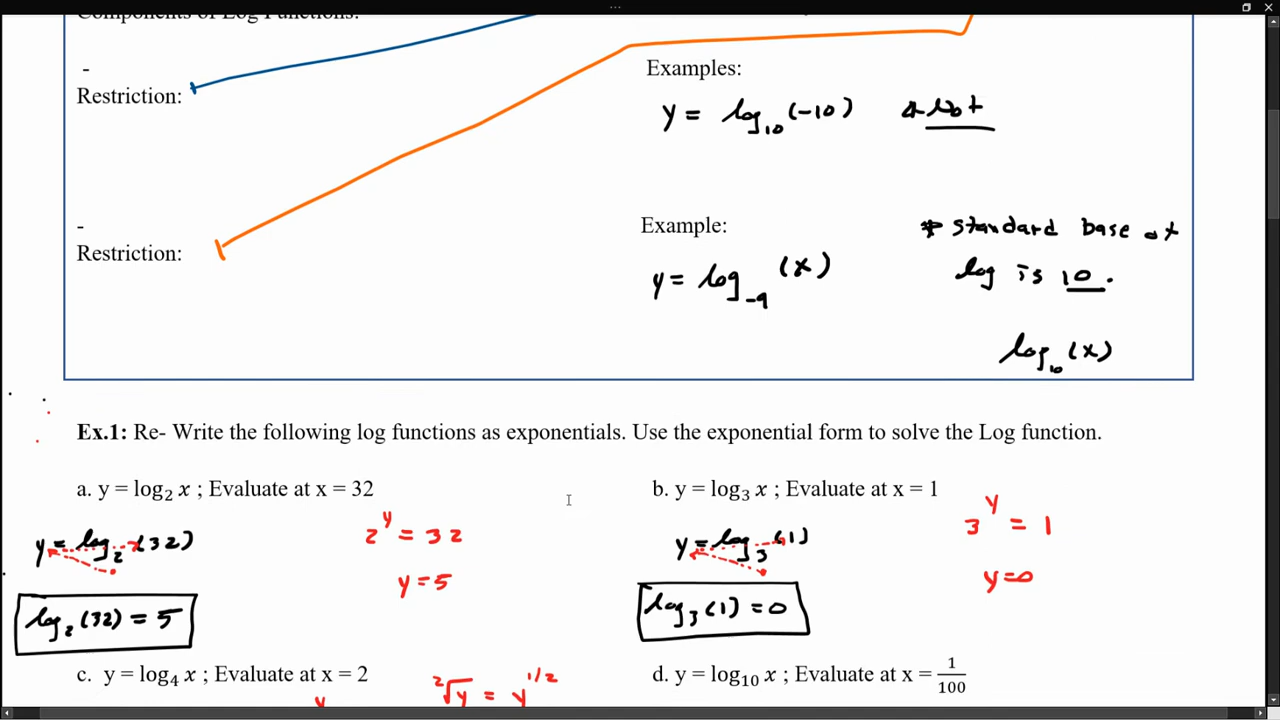 Components of Log Functions:
-
Restriction:
Examples:
y = log₁₀(-10)
-
Restriction:
Example:
y = log₋₉(x)
* standard base of
log is 10.
log₁₀(x)
Ex.1: Re- Write the following log functions as exponentials. Use the exponential form to solve the Log function.
a. y = log₂ x ; Evaluate at x = 32
y = log₂(32)
2^y = 32
y = 5
log₂(32) = 5
b. y = log₃ x ; Evaluate at x = 1
y = log₃(1)
3^y = 1
y=0
log₃(1) = 0
c. y = log₄ x ; Evaluate at x = 2
²√y = y^1/2
d. y = log₁₀ x ; Evaluate at x = 1/100